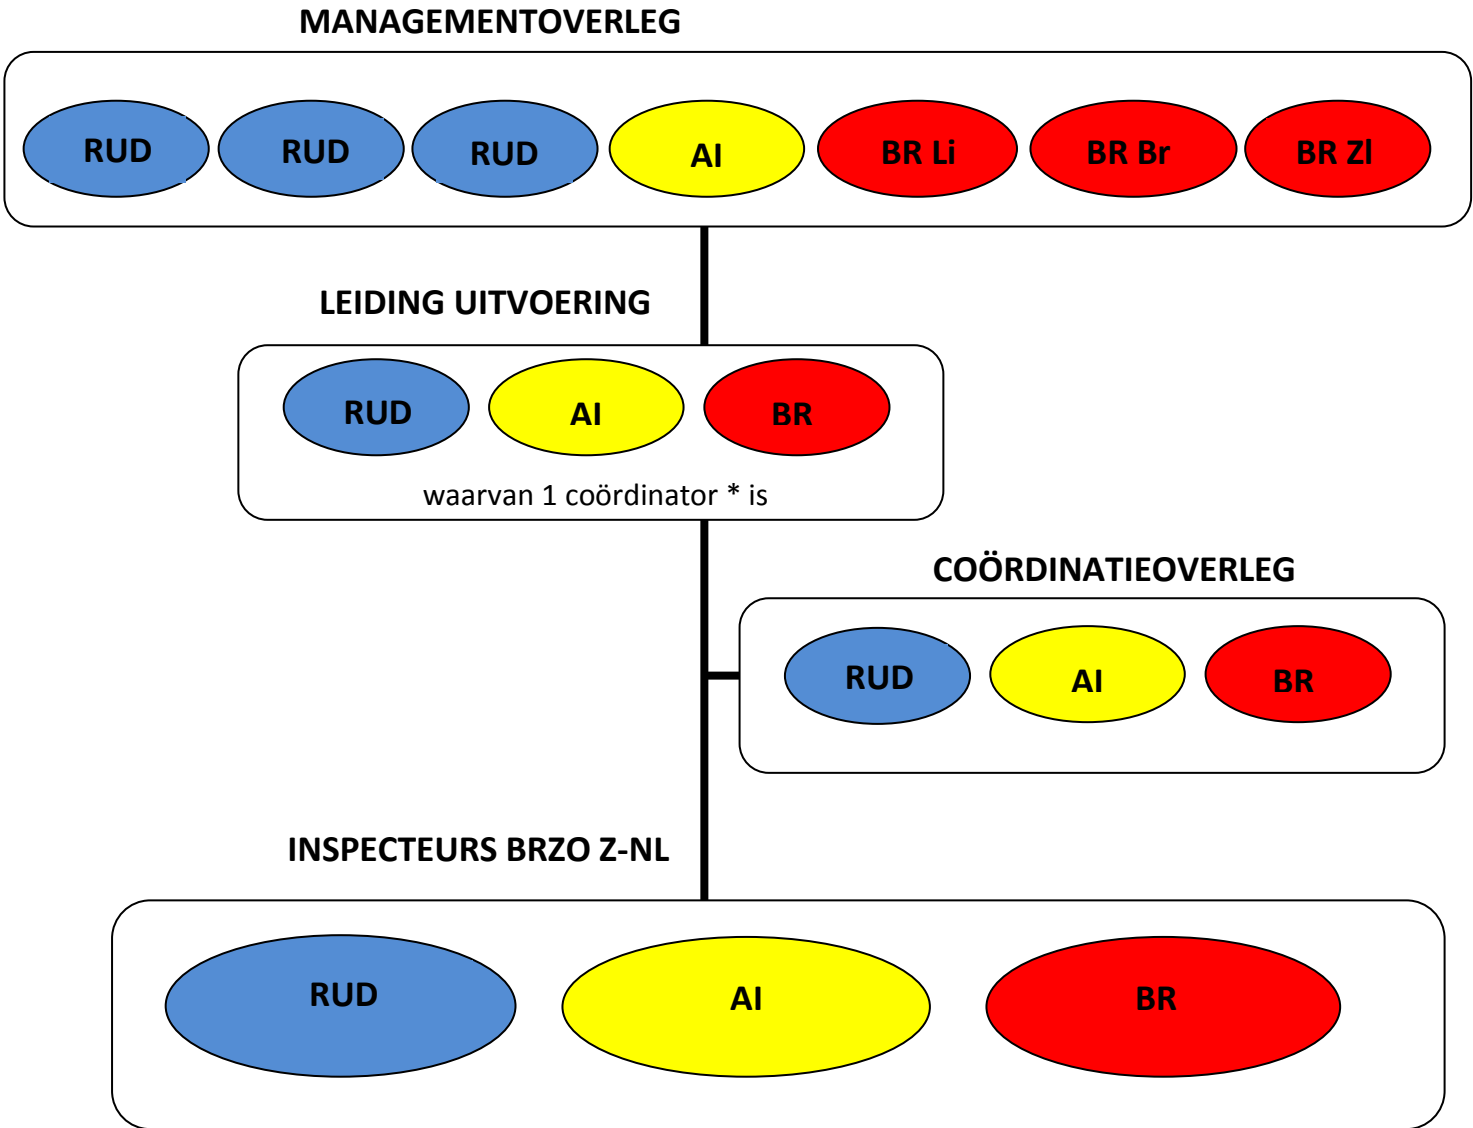 MANAGEMENTOVERLEG
RUD RUD RUD AI BR Li BR Br BR Zl
LEIDING UITVOERING
RUD AI BR
waarvan 1 coördinator * is
COÖRDINATIEOVERLEG
RUD AI BR
INSPECTEURS BRZO Z-NL
RUD AI BR